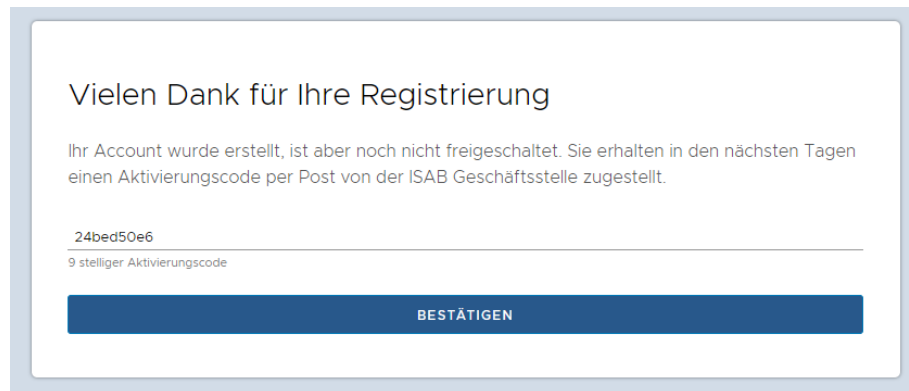 Vielen Dank für Ihre Registrierung
Ihr Account wurde erstellt, ist aber noch nicht freigeschaltet. Sie erhalten in den nächsten Tagen
einen Aktivierungscode per Post von der ISAB Geschäftsstelle zugestellt.
24bed50e6
9 stelliger Aktivierungscode
BESTÄTIGEN